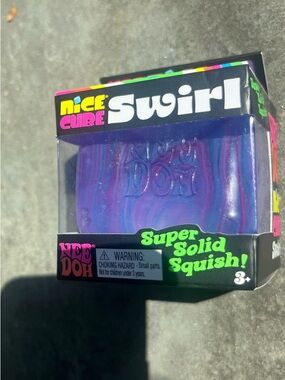 NiCE
CUBE
Swirl
NEE
DOH
Super
Solid
Squish!
NEE
DOH
WARNING:
CHOKING HAZARD - Small parts.
Not for children under 3 years.
3+